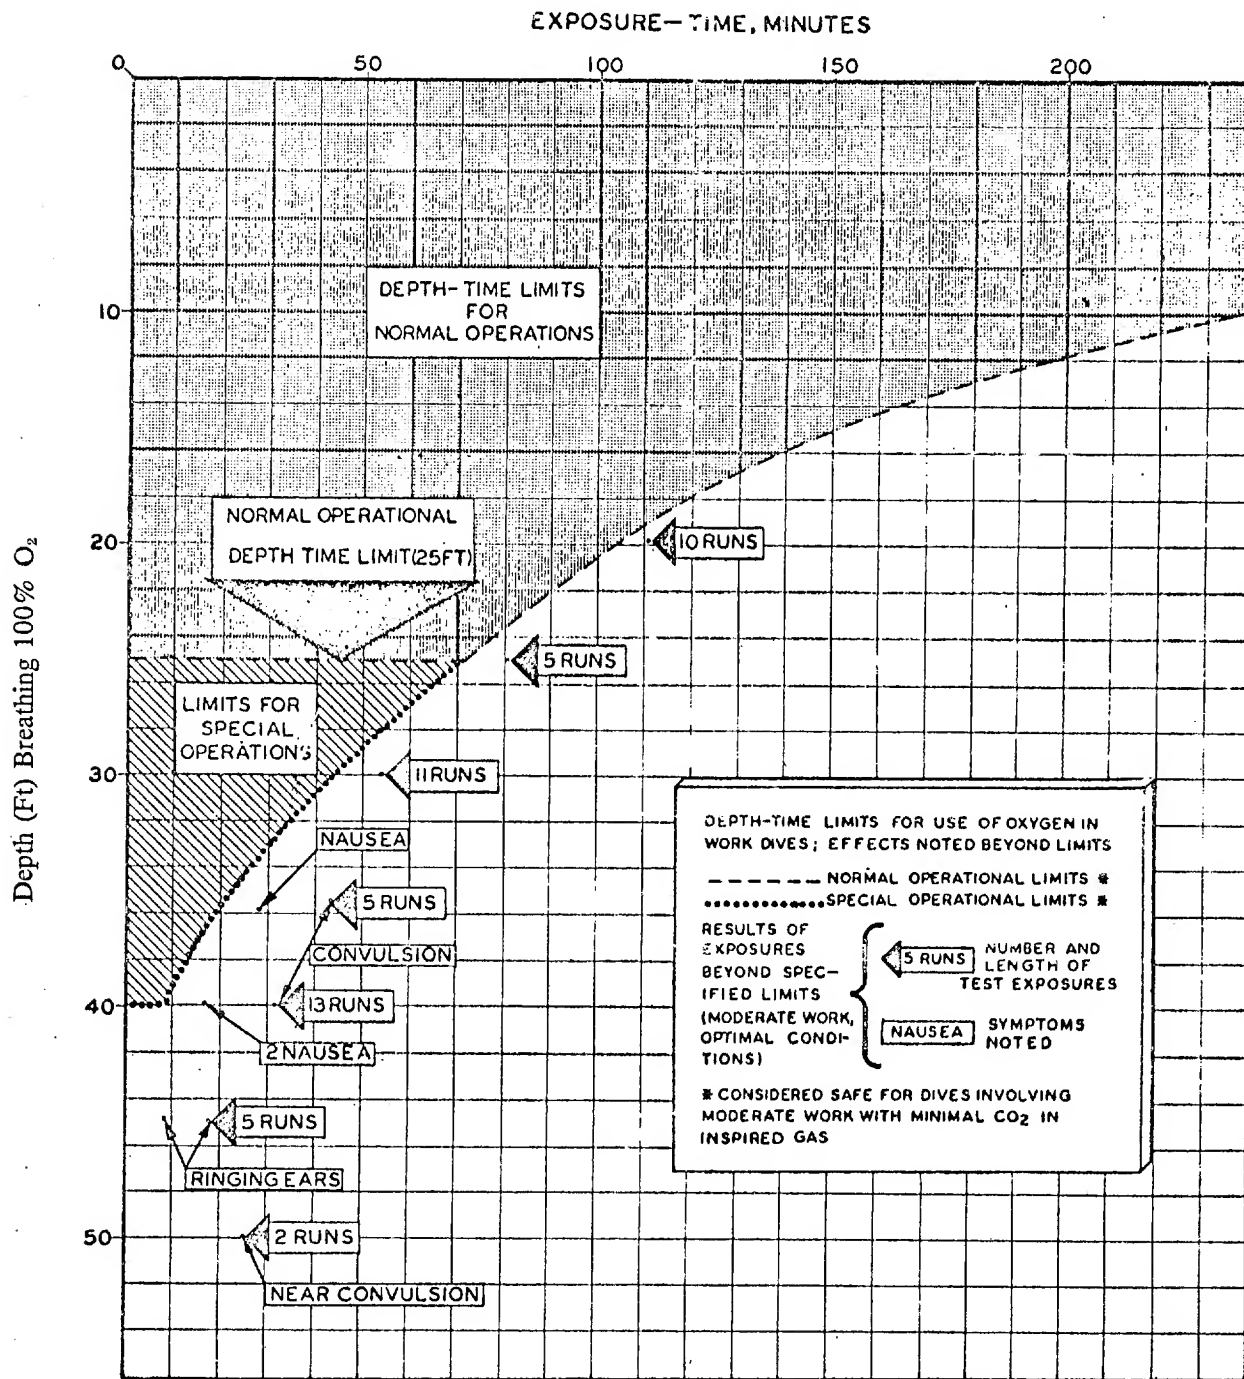 EXPOSURE-TIME, MINUTES
0 50 100 150 200
DEPTH-TIME LIMITS
FOR
NORMAL OPERATIONS
10
NORMAL OPERATIONAL
DEPTH TIME LIMIT(25FT)
20
10 RUNS
5 RUNS
LIMITS FOR
SPECIAL
OPERATIONS
30
11 RUNS
NAUSEA
5 RUNS
CONVULSION
40
13 RUNS
2 NAUSEA
5 RUNS
RINGING EARS
50
2 RUNS
NEAR CONVULSION
Depth (Ft) Breathing 100% O₂
DEPTH-TIME LIMITS FOR USE OF OXYGEN IN
WORK DIVES; EFFECTS NOTED BEYOND LIMITS
NORMAL OPERATIONAL LIMITS *
SPECIAL OPERATIONAL LIMITS *
RESULTS OF
EXPOSURES
BEYOND SPEC-
IFIED LIMITS
(MODERATE WORK,
OPTIMAL CONDI-
TIONS)
5 RUNS
NUMBER AND
LENGTH OF
TEST EXPOSURES
NAUSEA
SYMPTOMS
NOTED
* CONSIDERED SAFE FOR DIVES INVOLVING
MODERATE WORK WITH MINIMAL CO₂ IN
INSPIRED GAS